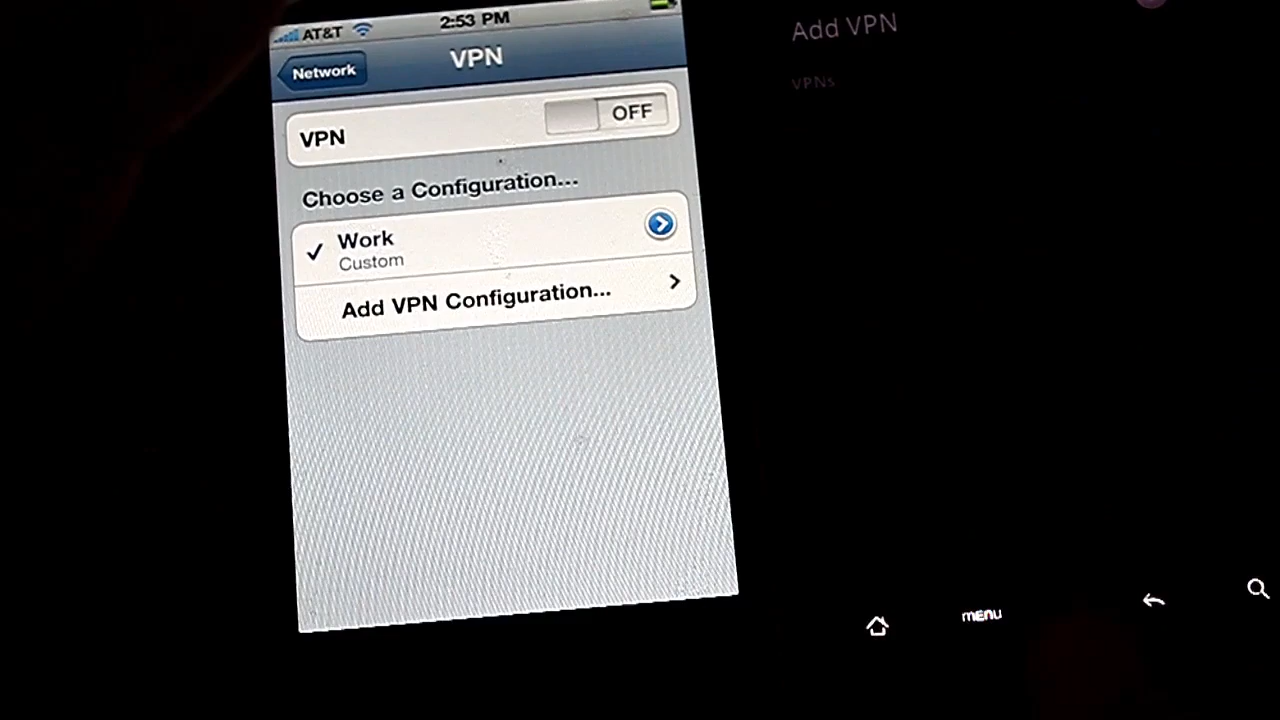 AT&T 2:53 PM
Network
VPN
VPN OFF
Choose a Configuration...
Work
Custom
Add VPN Configuration...
Add VPN
VPNs
menu